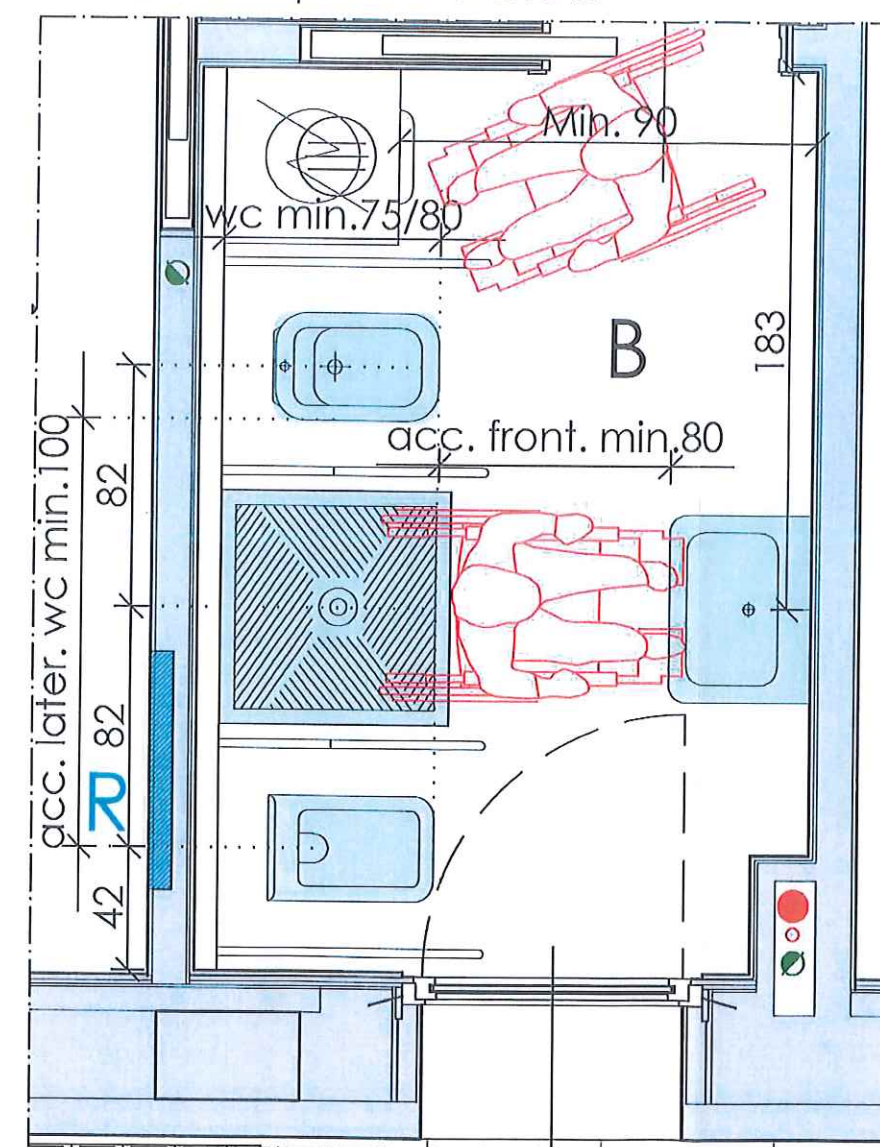 Min. 90
wc min.75/80
B
183
acc. front. min.80
82
acc. later. wc min.100
82
R
42